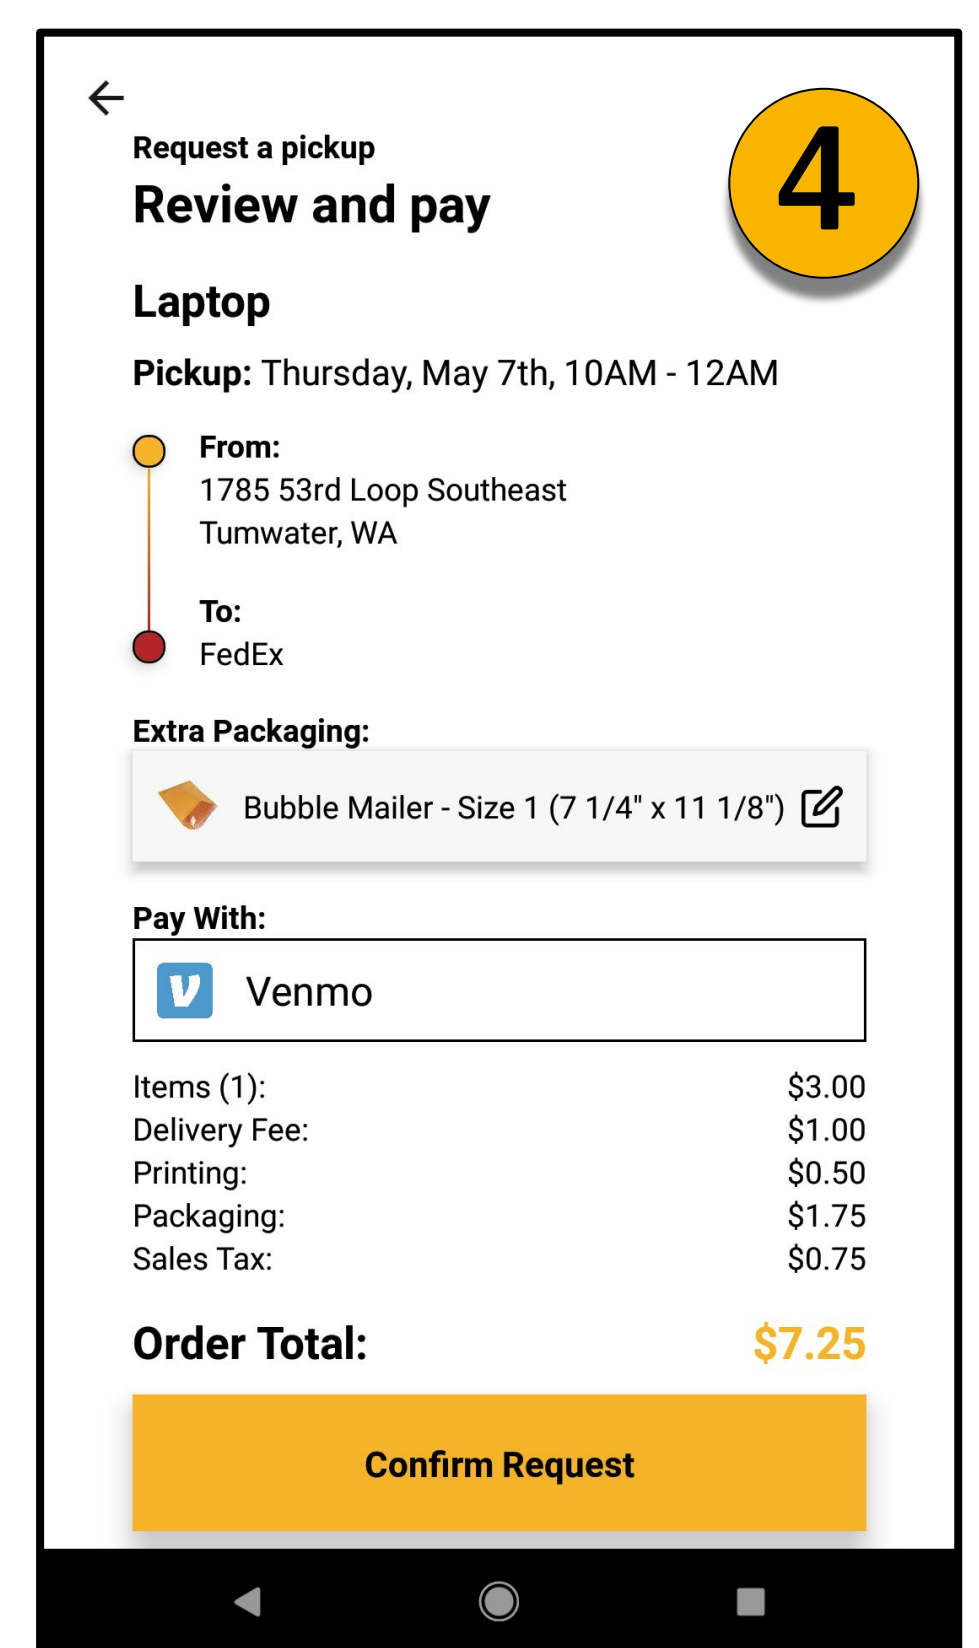 Request a pickup
Review and pay
4
Laptop
Pickup: Thursday, May 7th, 10AM - 12AM
From:
1785 53rd Loop Southeast
Tumwater, WA
To:
FedEx
Extra Packaging:
Bubble Mailer - Size 1 (7 1/4" x 11 1/8")
Pay With:
Venmo
Items (1): $3.00
Delivery Fee: $1.00
Printing: $0.50
Packaging: $1.75
Sales Tax: $0.75
Order Total: $7.25
Confirm Request